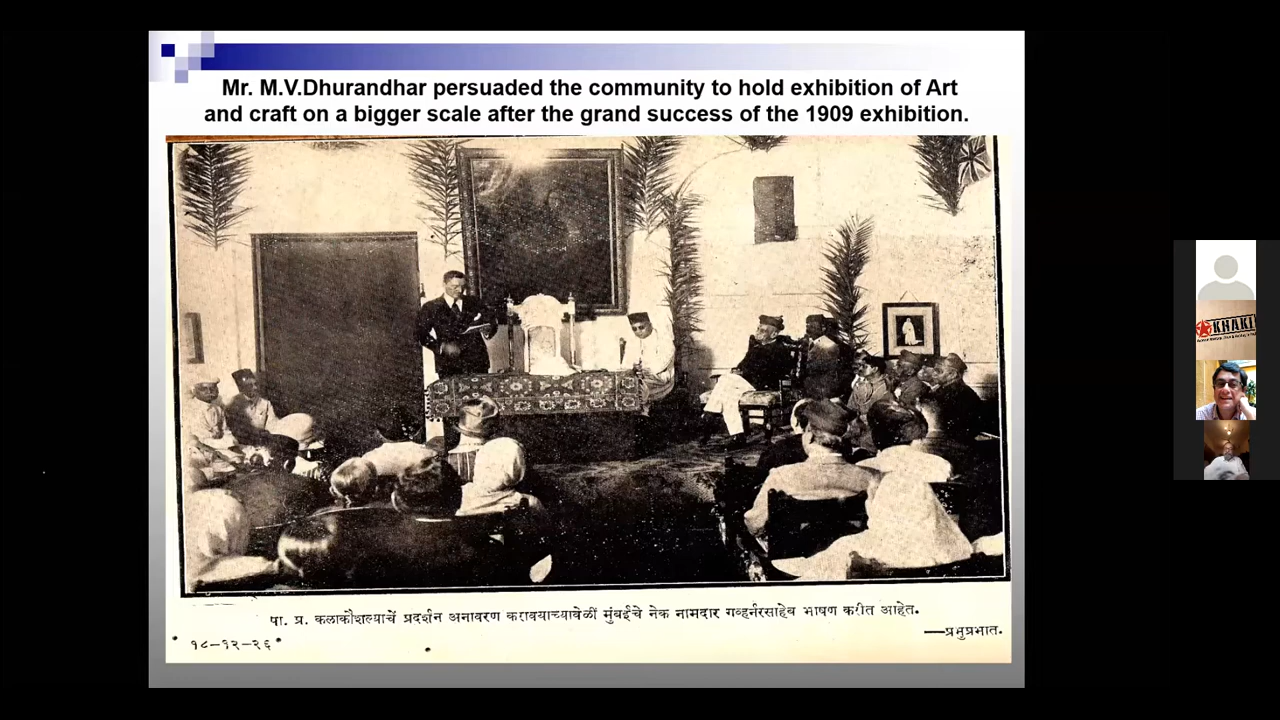 Mr. M.V.Dhurandhar persuaded the community to hold exhibition of Art
and craft on a bigger scale after the grand success of the 1909 exhibition.
पा. प्र. कलाकौशल्याचें प्रदर्शन अनावरण करावयाच्यावेळीं मुंबईचे नेक नामदार गव्हर्नरसाहेब भाषण करीत आहेत.
—प्रभुप्रभात.
१८-१२-२६
KHAKI